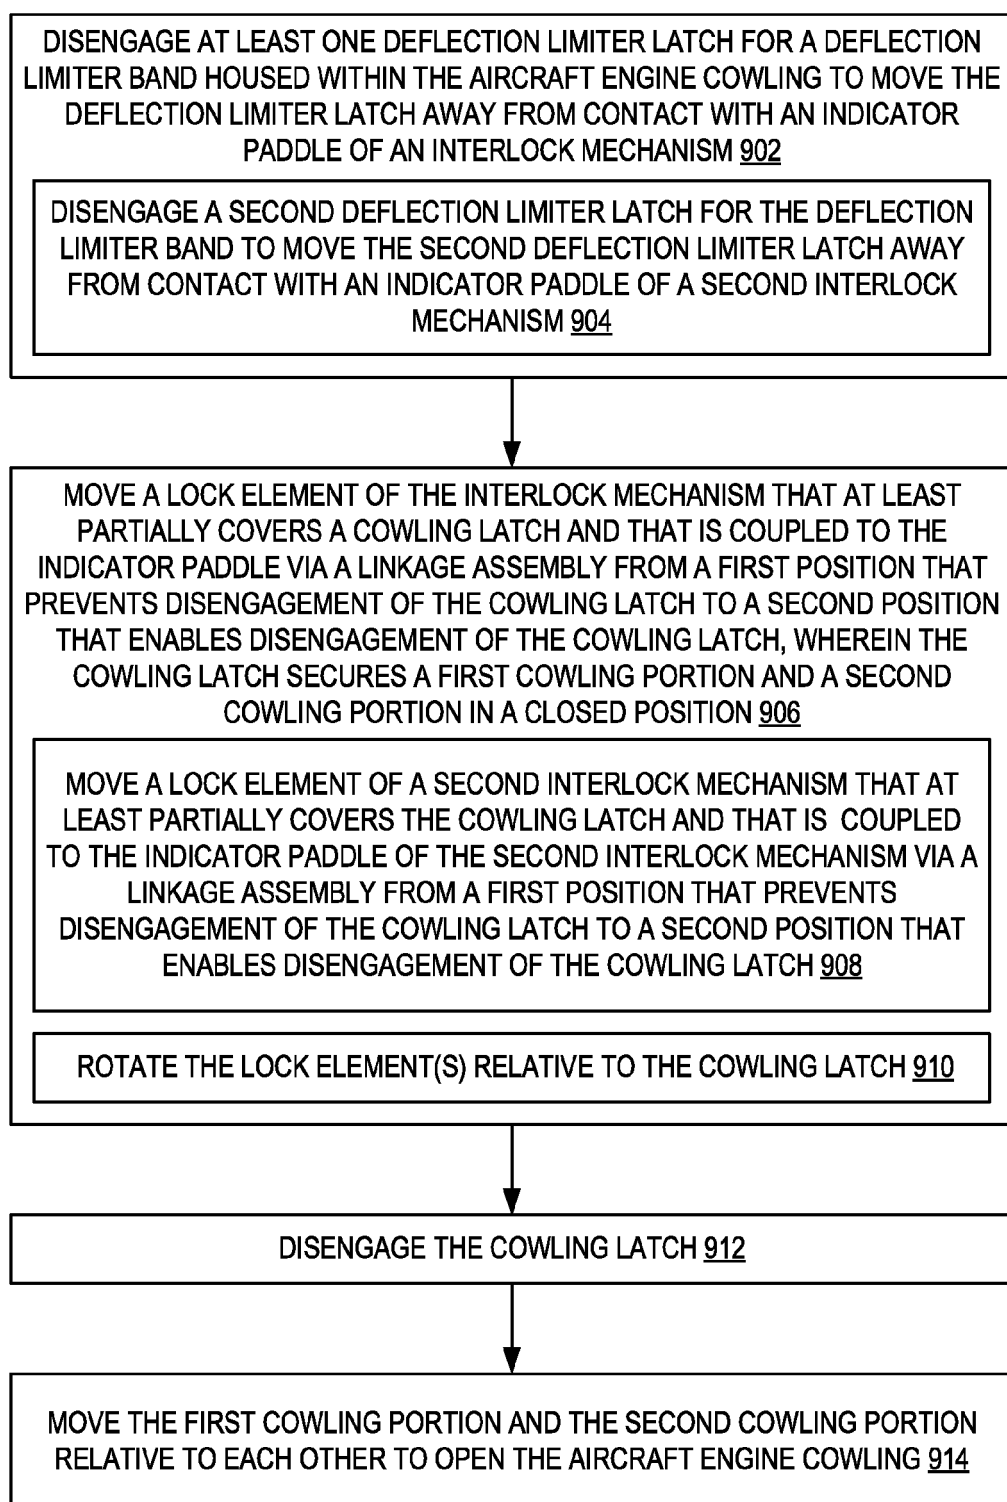 DISENGAGE AT LEAST ONE DEFLECTION LIMITER LATCH FOR A DEFLECTION
LIMITER BAND HOUSED WITHIN THE AIRCRAFT ENGINE COWLING TO MOVE THE
DEFLECTION LIMITER LATCH AWAY FROM CONTACT WITH AN INDICATOR
PADDLE OF AN INTERLOCK MECHANISM 902
DISENGAGE A SECOND DEFLECTION LIMITER LATCH FOR THE DEFLECTION
LIMITER BAND TO MOVE THE SECOND DEFLECTION LIMITER LATCH AWAY
FROM CONTACT WITH AN INDICATOR PADDLE OF A SECOND INTERLOCK
MECHANISM 904
MOVE A LOCK ELEMENT OF THE INTERLOCK MECHANISM THAT AT LEAST
PARTIALLY COVERS A COWLING LATCH AND THAT IS COUPLED TO THE
INDICATOR PADDLE VIA A LINKAGE ASSEMBLY FROM A FIRST POSITION THAT
PREVENTS DISENGAGEMENT OF THE COWLING LATCH TO A SECOND POSITION
THAT ENABLES DISENGAGEMENT OF THE COWLING LATCH, WHEREIN THE
COWLING LATCH SECURES A FIRST COWLING PORTION AND A SECOND
COWLING PORTION IN A CLOSED POSITION 906
MOVE A LOCK ELEMENT OF A SECOND INTERLOCK MECHANISM THAT AT
LEAST PARTIALLY COVERS THE COWLING LATCH AND THAT IS COUPLED
TO THE INDICATOR PADDLE OF THE SECOND INTERLOCK MECHANISM VIA A
LINKAGE ASSEMBLY FROM A FIRST POSITION THAT PREVENTS
DISENGAGEMENT OF THE COWLING LATCH TO A SECOND POSITION THAT
ENABLES DISENGAGEMENT OF THE COWLING LATCH 908
ROTATE THE LOCK ELEMENT(S) RELATIVE TO THE COWLING LATCH 910
DISENGAGE THE COWLING LATCH 912
MOVE THE FIRST COWLING PORTION AND THE SECOND COWLING PORTION
RELATIVE TO EACH OTHER TO OPEN THE AIRCRAFT ENGINE COWLING 914